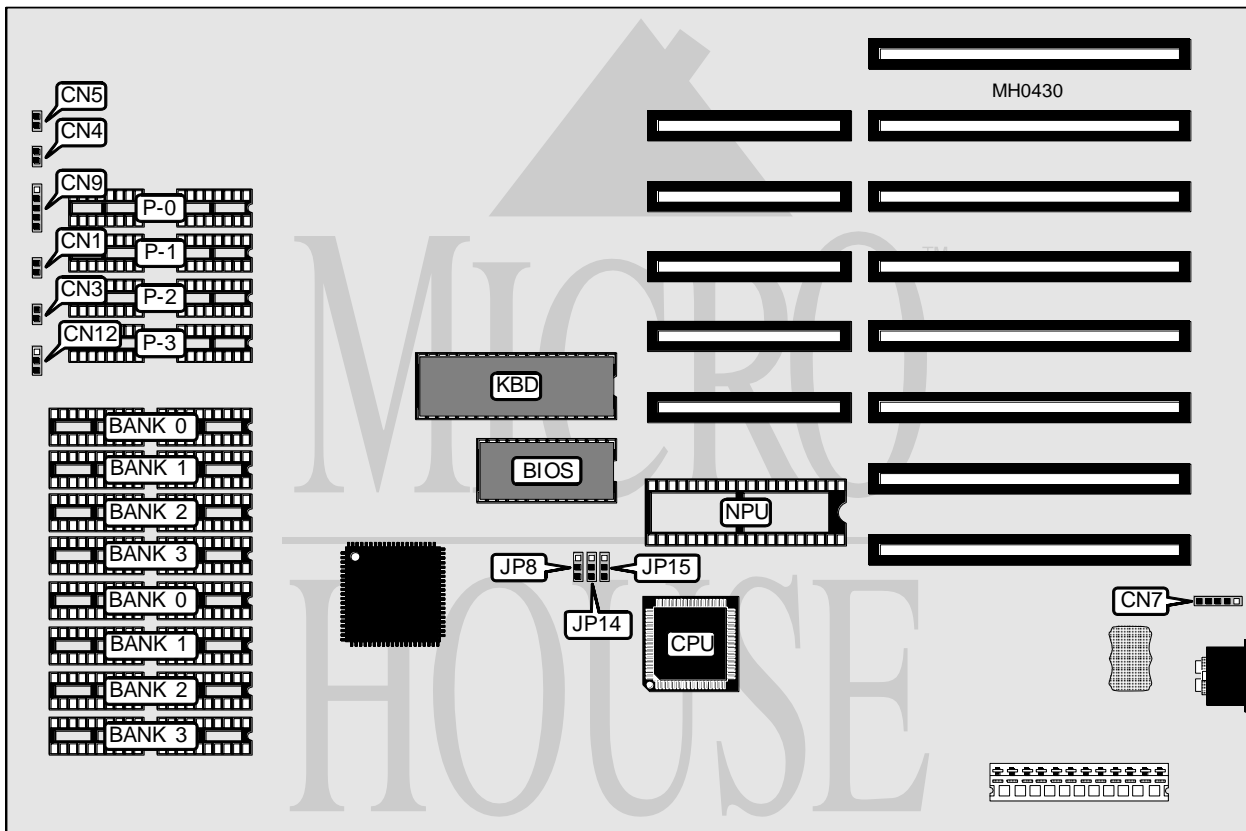 MH0430
CN5
CN4
CN9
P-0
CN1
P-1
CN3
P-2
CN12
P-3
KBD
BANK 0
BANK 1
BIOS
BANK 2
NPU
BANK 3
JP8
JP15
BANK 0
CN7
JP14
BANK 1
CPU
BANK 2
BANK 3
MICRO™
HOUSE